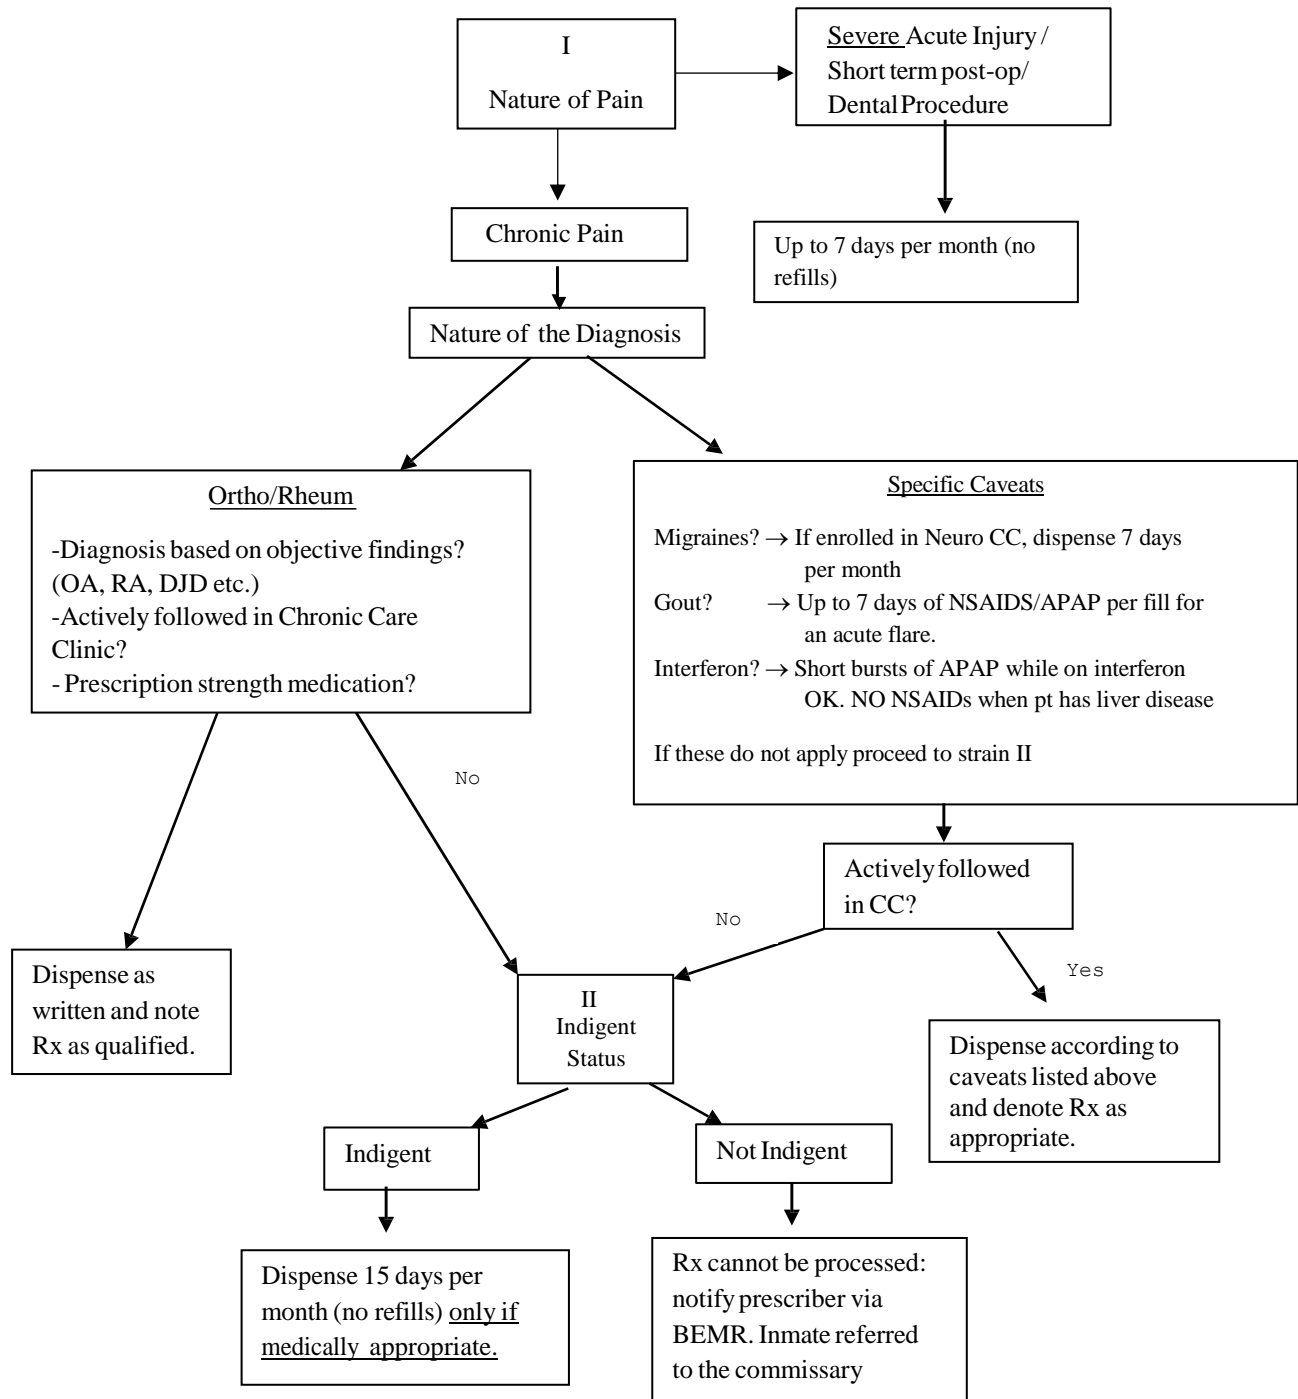 I
Nature of Pain
Severe Acute Injury /
Short term post-op/
Dental Procedure
Chronic Pain
Up to 7 days per month (no
refills)
Nature of the Diagnosis
Ortho/Rheum
-Diagnosis based on objective findings?
(OA, RA, DJD etc.)
-Actively followed in Chronic Care
Clinic?
- Prescription strength medication?
Specific Caveats
Migraines? → If enrolled in Neuro CC, dispense 7 days
per month
Gout? → Up to 7 days of NSAIDS/APAP per fill for
an acute flare.
Interferon? → Short bursts of APAP while on interferon
OK. NO NSAIDs when pt has liver disease
If these do not apply proceed to strain II
No
Actively followed
in CC?
No
Yes
Dispense as
written and note
Rx as qualified.
II
Indigent
Status
Dispense according to
caveats listed above
and denote Rx as
appropriate.
Indigent
Not Indigent
Dispense 15 days per
month (no refills) only if
medically appropriate.
Rx cannot be processed:
notify prescriber via
BEMR. Inmate referred
to the commissary